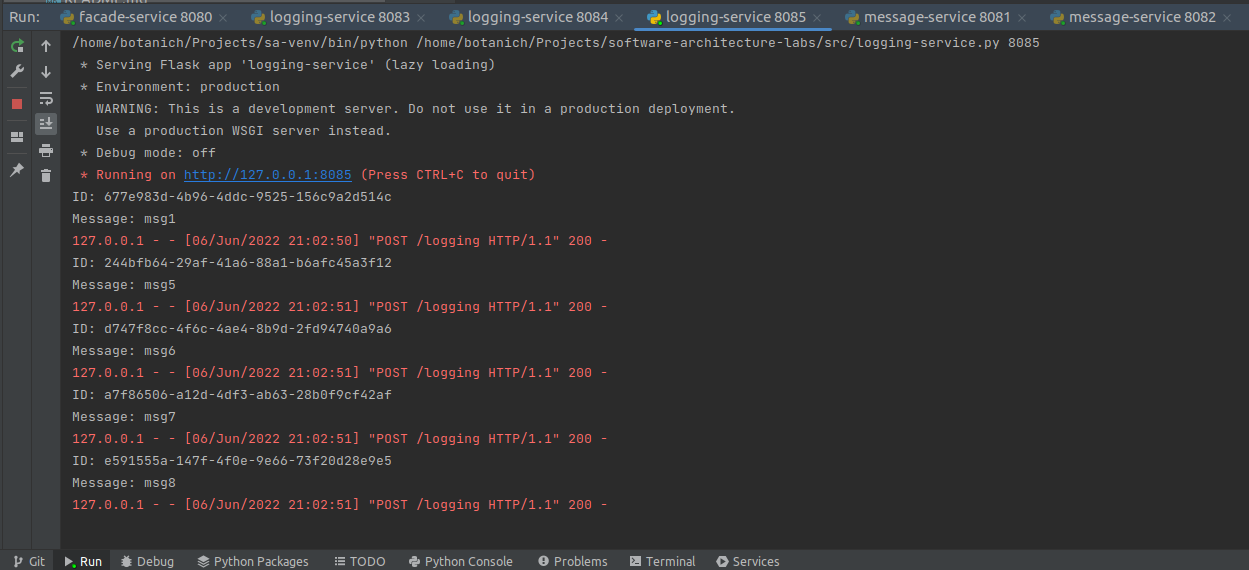 README.md
Run: facade-service 8080 × logging-service 8083 × logging-service 8084 × logging-service 8085 × message-service 8081 × message-service 8082 ×
/home/botanich/Projects/sa-venv/bin/python /home/botanich/Projects/software-architecture-labs/src/logging-service.py 8085
* Serving Flask app 'logging-service' (lazy loading)
* Environment: production
WARNING: This is a development server. Do not use it in a production deployment.
Use a production WSGI server instead.
* Debug mode: off
* Running on http://127.0.0.1:8085 (Press CTRL+C to quit)
ID: 677e983d-4b96-4ddc-9525-156c9a2d514c
Message: msg1
127.0.0.1 - - [06/Jun/2022 21:02:50] "POST /logging HTTP/1.1" 200 -
ID: 244bfb64-29af-41a6-88a1-b6afc45a3f12
Message: msg5
127.0.0.1 - - [06/Jun/2022 21:02:51] "POST /logging HTTP/1.1" 200 -
ID: d747f8cc-4f6c-4ae4-8b9d-2fd94740a9a6
Message: msg6
127.0.0.1 - - [06/Jun/2022 21:02:51] "POST /logging HTTP/1.1" 200 -
ID: a7f86506-a12d-4df3-ab63-28b0f9cf42af
Message: msg7
127.0.0.1 - - [06/Jun/2022 21:02:51] "POST /logging HTTP/1.1" 200 -
ID: e591555a-147f-4f0e-9e66-73f20d28e9e5
Message: msg8
127.0.0.1 - - [06/Jun/2022 21:02:51] "POST /logging HTTP/1.1" 200 -
Git Run Debug Python Packages TODO Python Console Problems Terminal Services